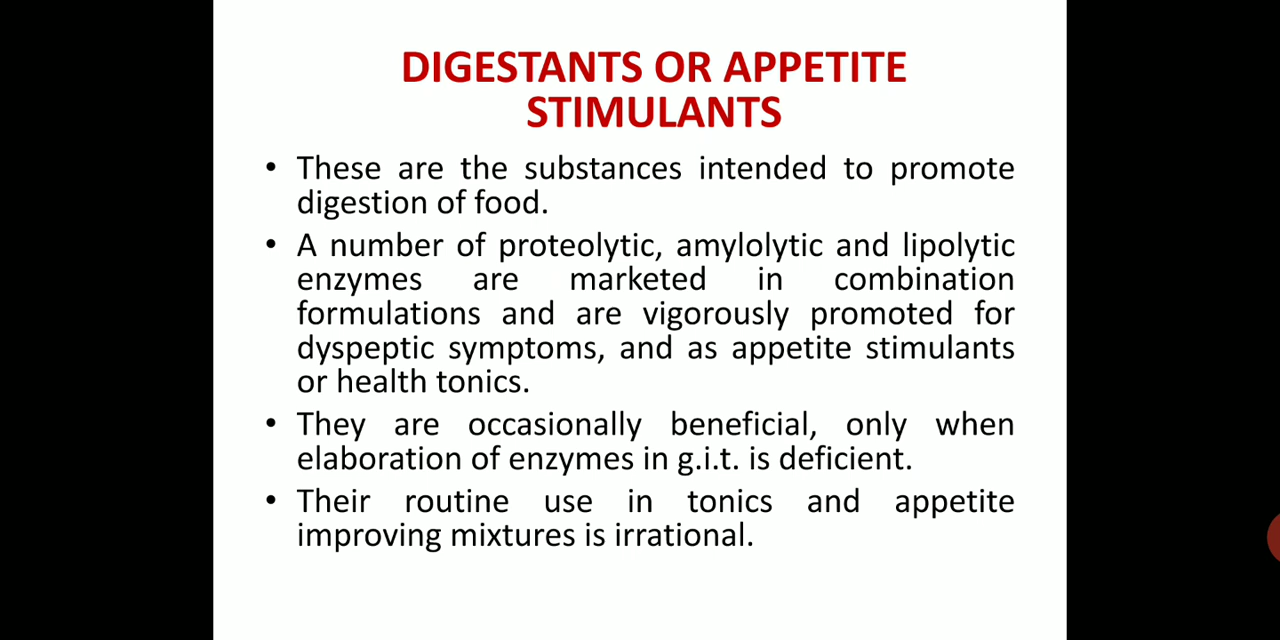 DIGESTANTS OR APPETITE
STIMULANTS
• These are the substances intended to promote
digestion of food.
• A number of proteolytic, amylolytic and lipolytic
enzymes are marketed in combination
formulations and are vigorously promoted for
dyspeptic symptoms, and as appetite stimulants
or health tonics.
• They are occasionally beneficial, only when
elaboration of enzymes in g.i.t. is deficient.
• Their routine use in tonics and appetite
improving mixtures is irrational.